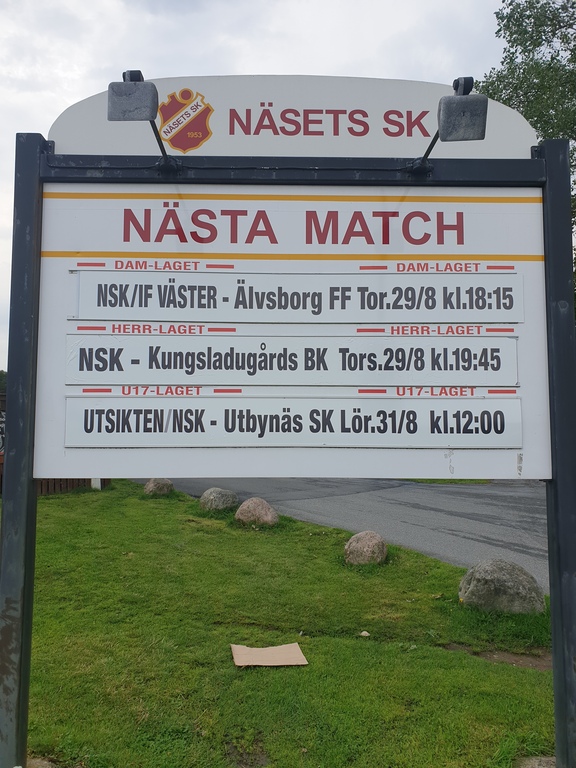 NÄSETS SK
1953
NÄSETS SK
NÄSTA MATCH
DAM-LAGET DAM-LAGET
NSK/IF VÄSTER - Älvsborg FF Tor.29/8 kl.18:15
HERR-LAGET HERR-LAGET
NSK - Kungsladugårds BK Tors.29/8 kl.19:45
U17-LAGET U17-LAGET
UTSIKTEN/NSK - Utbynäs SK Lör.31/8 kl.12:00